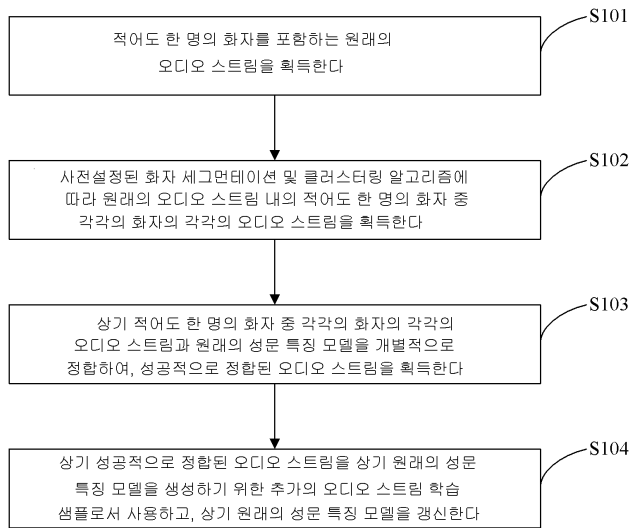 S101
적어도 한 명의 화자를 포함하는 원래의
오디오 스트림을 획득한다
S102
사전설정된 화자 세그먼테이션 및 클러스터링 알고리즘에
따라 원래의 오디오 스트림 내의 적어도 한 명의 화자 중
각각의 화자의 각각의 오디오 스트림을 획득한다
S103
상기 적어도 한 명의 화자 중 각각의 화자의 각각의
오디오 스트림과 원래의 성문 특징 모델을 개별적으로
정합하여, 성공적으로 정합된 오디오 스트림을 획득한다
S104
상기 성공적으로 정합된 오디오 스트림을 상기 원래의 성문
특징 모델을 생성하기 위한 추가의 오디오 스트림 학습
샘플로서 사용하고, 상기 원래의 성문 특징 모델을 갱신한다